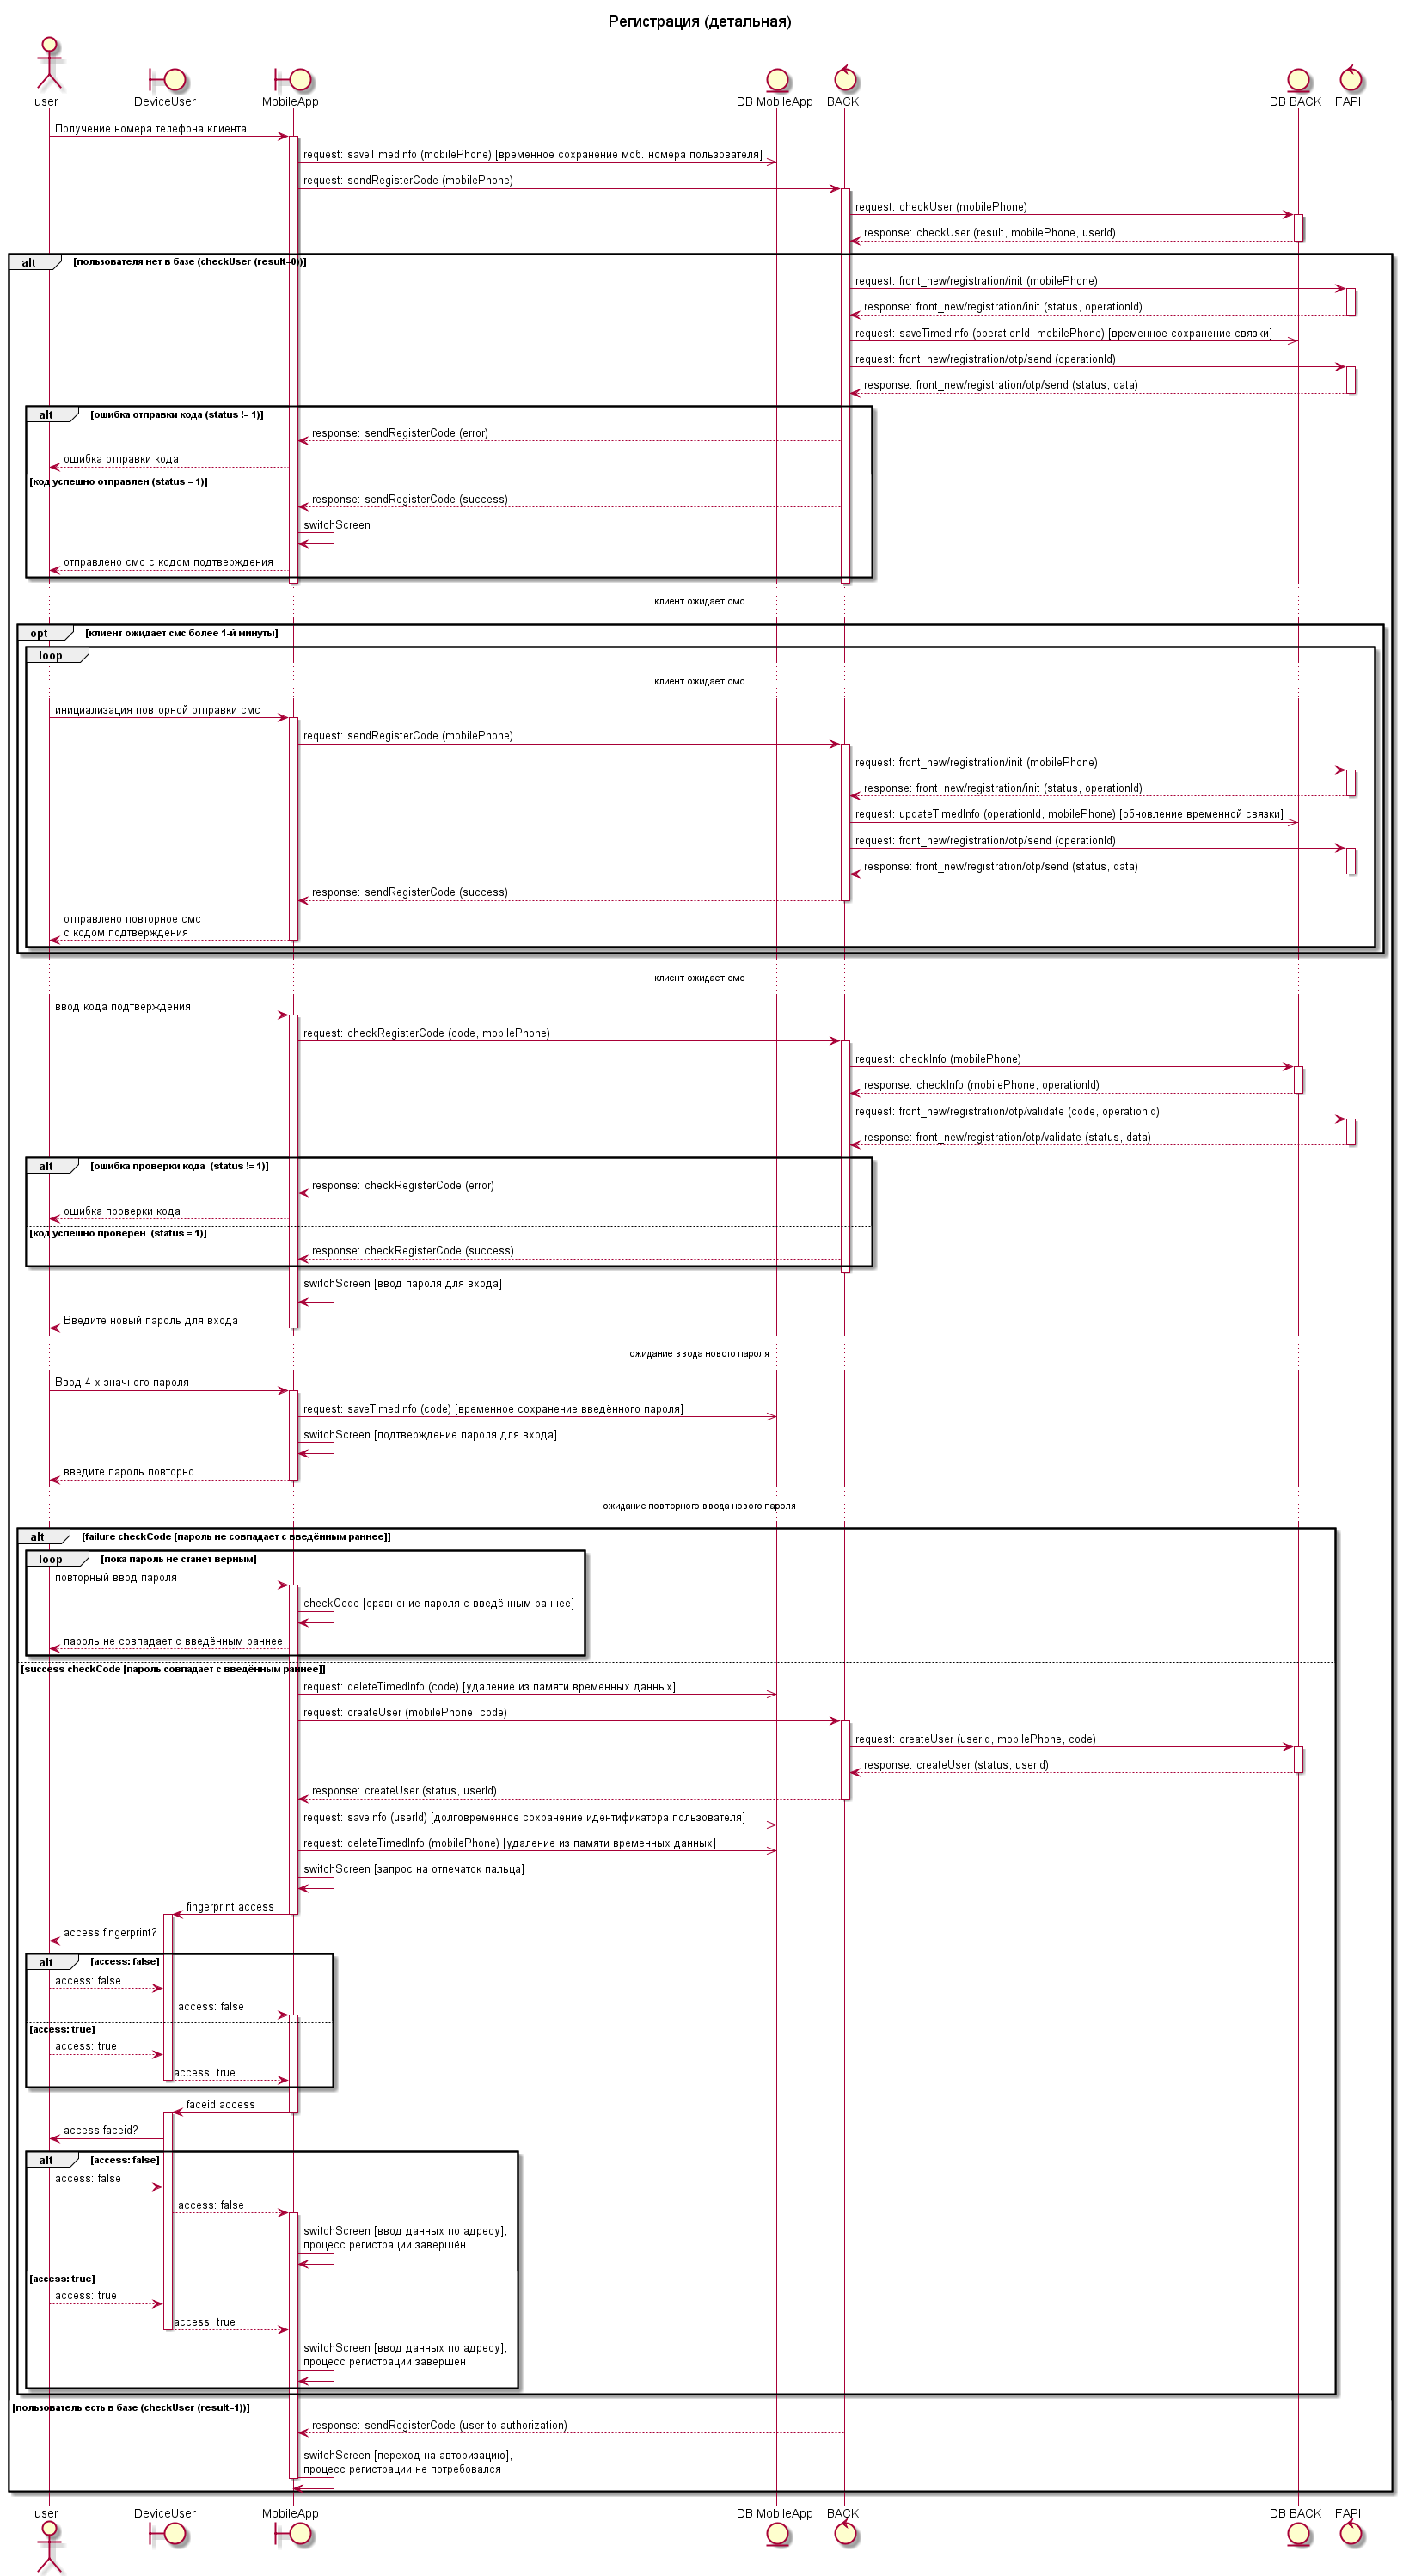 Регистрация (детальная)
user
DeviceUser
MobileApp
DB MobileApp
BACK
DB BACK
FAPI
Получение номера телефона клиента
request: saveTimedInfo (mobilePhone) [временное сохранение моб. номера пользователя]
request: sendRegisterCode (mobilePhone)
request: checkUser (mobilePhone)
response: checkUser (result, mobilePhone, userId)
alt [пользователя нет в базе (checkUser (result=0))]
request: front_new/registration/init (mobilePhone)
response: front_new/registration/init (status, operationId)
request: saveTimedInfo (operationId, mobilePhone) [временное сохранение связки]
request: front_new/registration/otp/send (operationId)
response: front_new/registration/otp/send (status, data)
alt [ошибка отправки кода (status != 1)]
response: sendRegisterCode (error)
ошибка отправки кода
[код успешно отправлен (status = 1)]
response: sendRegisterCode (success)
switchScreen
отправлено смс с кодом подтверждения
клиент ожидает смс
opt [клиент ожидает смс более 1-й минуты]
loop
клиент ожидает смс
инициализация повторной отправки смс
request: sendRegisterCode (mobilePhone)
request: front_new/registration/init (mobilePhone)
response: front_new/registration/init (status, operationId)
request: updateTimedInfo (operationId, mobilePhone) [обновление временной связки]
request: front_new/registration/otp/send (operationId)
response: front_new/registration/otp/send (status, data)
response: sendRegisterCode (success)
отправлено повторное смс
с кодом подтверждения
клиент ожидает смс
ввод кода подтверждения
request: checkRegisterCode (code, mobilePhone)
request: checkInfo (mobilePhone)
response: checkInfo (mobilePhone, operationId)
request: front_new/registration/otp/validate (code, operationId)
response: front_new/registration/otp/validate (status, data)
alt [ошибка проверки кода  (status != 1)]
response: checkRegisterCode (error)
ошибка проверки кода
[код успешно проверен  (status = 1)]
response: checkRegisterCode (success)
switchScreen [ввод пароля для входа]
Введите новый пароль для входа
ожидание ввода нового пароля
Ввод 4-х значного пароля
request: saveTimedInfo (code) [временное сохранение введённого пароля]
switchScreen [подтверждение пароля для входа]
введите пароль повторно
ожидание повторного ввода нового пароля
alt [failure checkCode [пароль не совпадает с введённым раннее]]
loop [пока пароль не станет верным]
повторный ввод пароля
checkCode [сравнение пароля с введённым раннее]
пароль не совпадает с введённым раннее
[success checkCode [пароль совпадает с введённым раннее]]
request: deleteTimedInfo (code) [удаление из памяти временных данных]
request: createUser (mobilePhone, code)
request: createUser (userId, mobilePhone, code)
response: createUser (status, userId)
response: createUser (status, userId)
request: saveInfo (userId) [долговременное сохранение идентификатора пользователя]
request: deleteTimedInfo (mobilePhone) [удаление из памяти временных данных]
switchScreen [запрос на отпечаток пальца]
fingerprint access
access fingerprint?
alt [access: false]
access: false
access: false
[access: true]
access: true
access: true
faceid access
access faceid?
alt [access: false]
access: false
access: false
switchScreen [ввод данных по адресу],
процесс регистрации завершён
[access: true]
access: true
access: true
switchScreen [ввод данных по адресу],
процесс регистрации завершён
[пользователь есть в базе (checkUser (result=1))]
response: sendRegisterCode (user to authorization)
switchScreen [переход на авторизацию],
процесс регистрации не потребовался
user
DeviceUser
MobileApp
DB MobileApp
BACK
DB BACK
FAPI